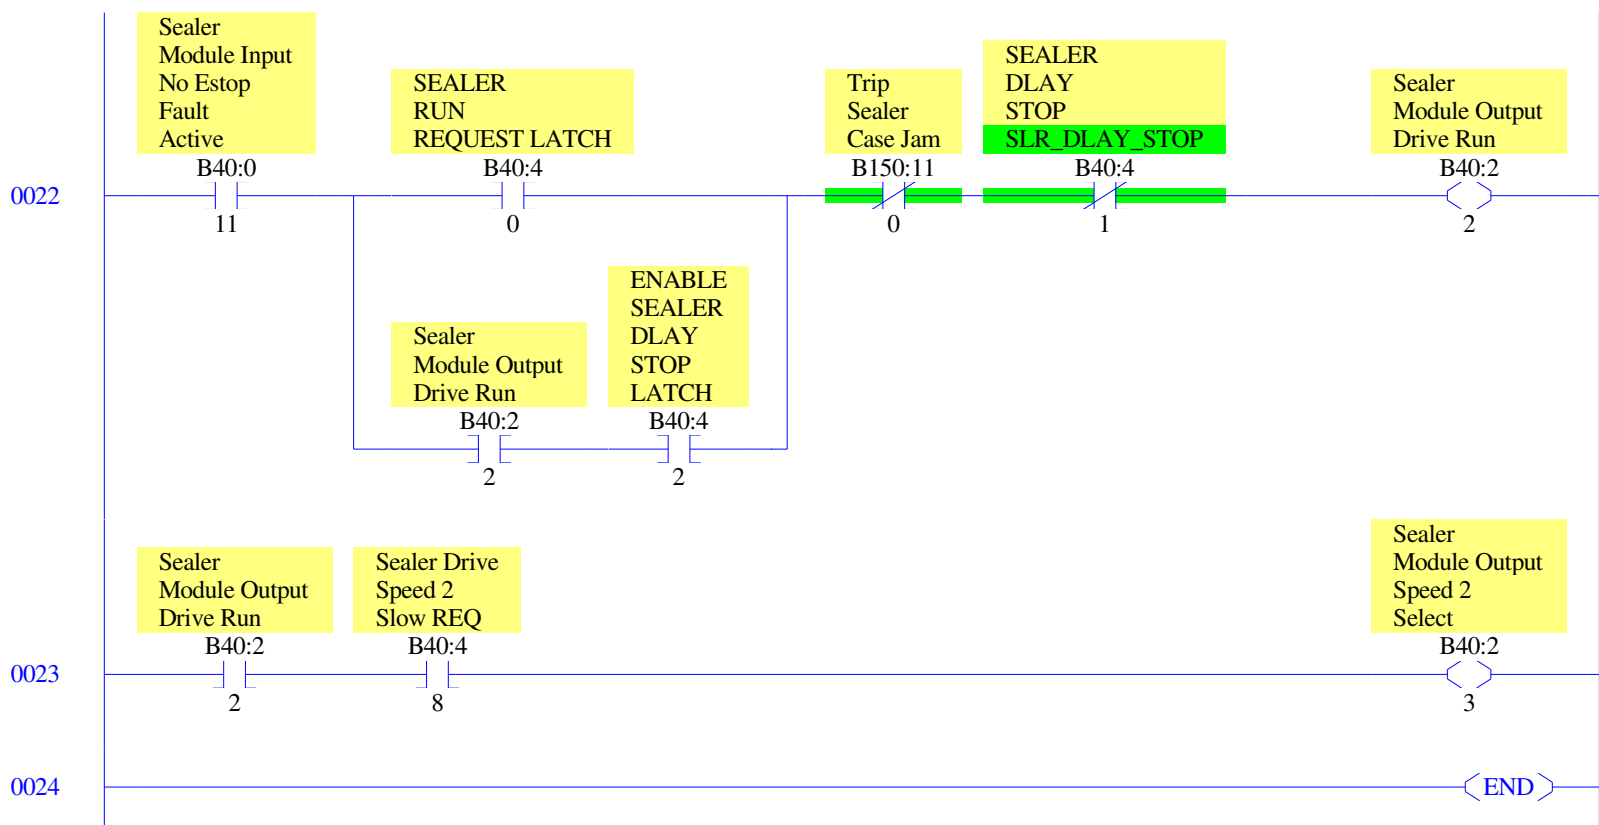 Sealer
Module Input
No Estop
Fault
Active
B40:0
11
SEALER
RUN
REQUEST LATCH
B40:4
0
Trip
Sealer
Case Jam
B150:11
0
SEALER
DLAY
STOP
SLR_DLAY_STOP
B40:4
1
Sealer
Module Output
Drive Run
B40:2
2
0022
Sealer
Module Output
Drive Run
B40:2
2
ENABLE
SEALER
DLAY
STOP
LATCH
B40:4
2
Sealer
Module Output
Drive Run
B40:2
2
Sealer Drive
Speed 2
Slow REQ
B40:4
8
Sealer
Module Output
Speed 2
Select
B40:2
3
0023
0024
END